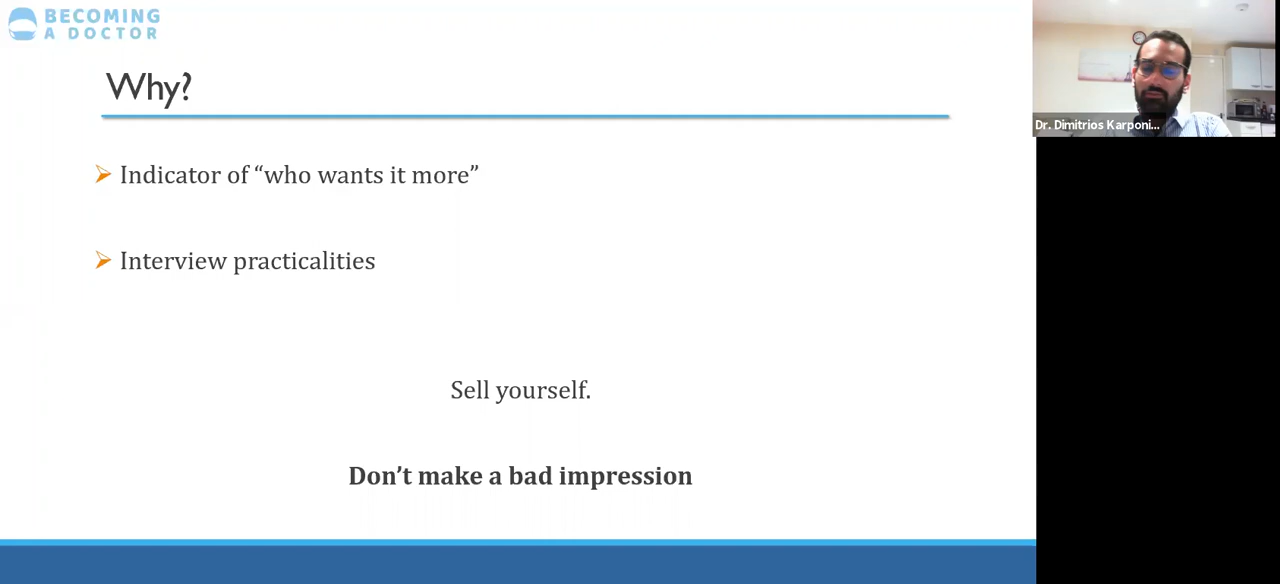 BECOMING
A DOCTOR
Why?
Indicator of “who wants it more”
Interview practicalities
Sell yourself.
Don’t make a bad impression
Dr. Dimitrios Karponi...